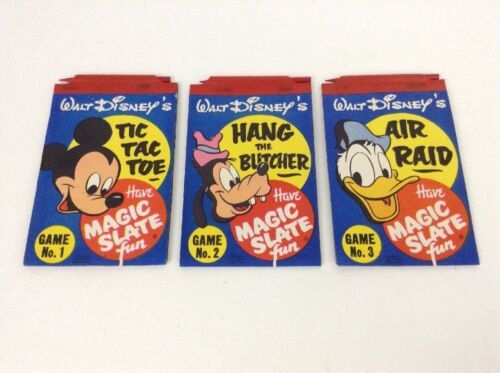 WALT DISNEY'S
TIC
TAC
TOE
Have
MAGIC
SLATE
fun
GAME
No. 1
WALT DISNEY'S
HANG
THE
BUTCHER
Have
MAGIC
SLATE
fun
GAME
No. 2
WALT DISNEY'S
AIR
RAID
Have
MAGIC
SLATE
fun
GAME
No. 3